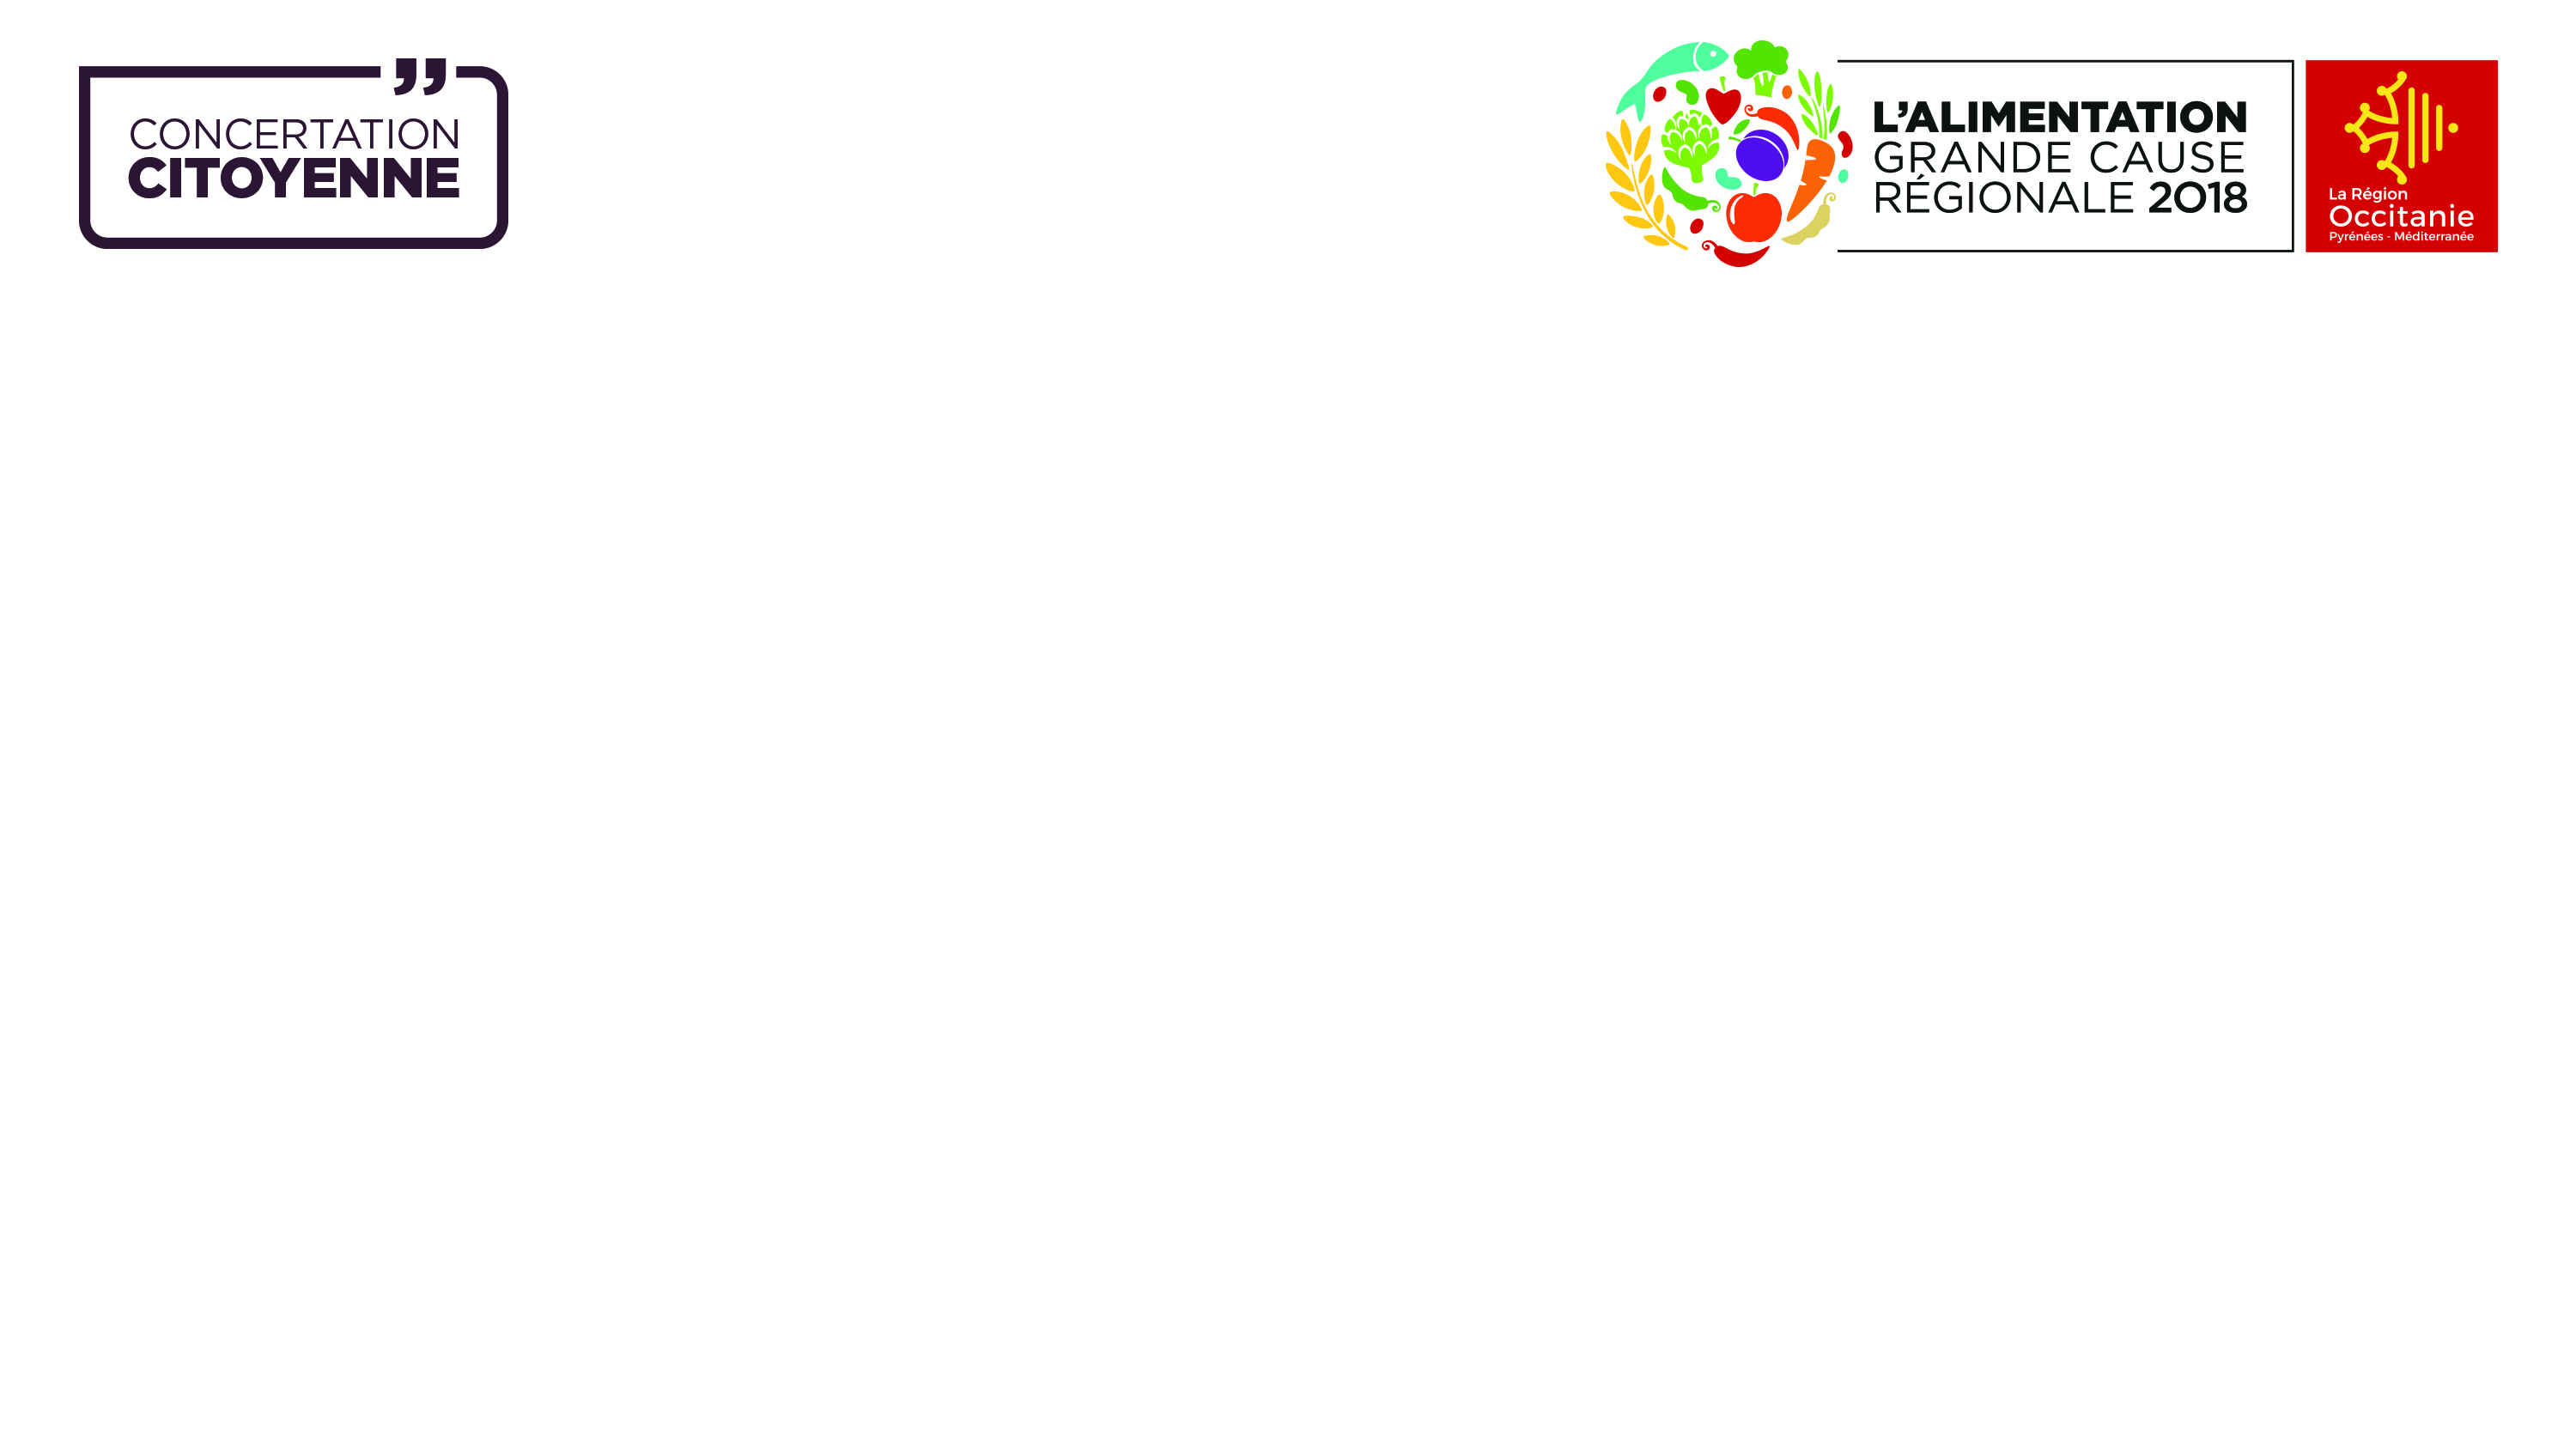 CONCERTATION
CITOYENNE
L’ALIMENTATION
GRANDE CAUSE
RÉGIONALE 2018
La Région
Occitanie
Pyrénées - Méditerranée